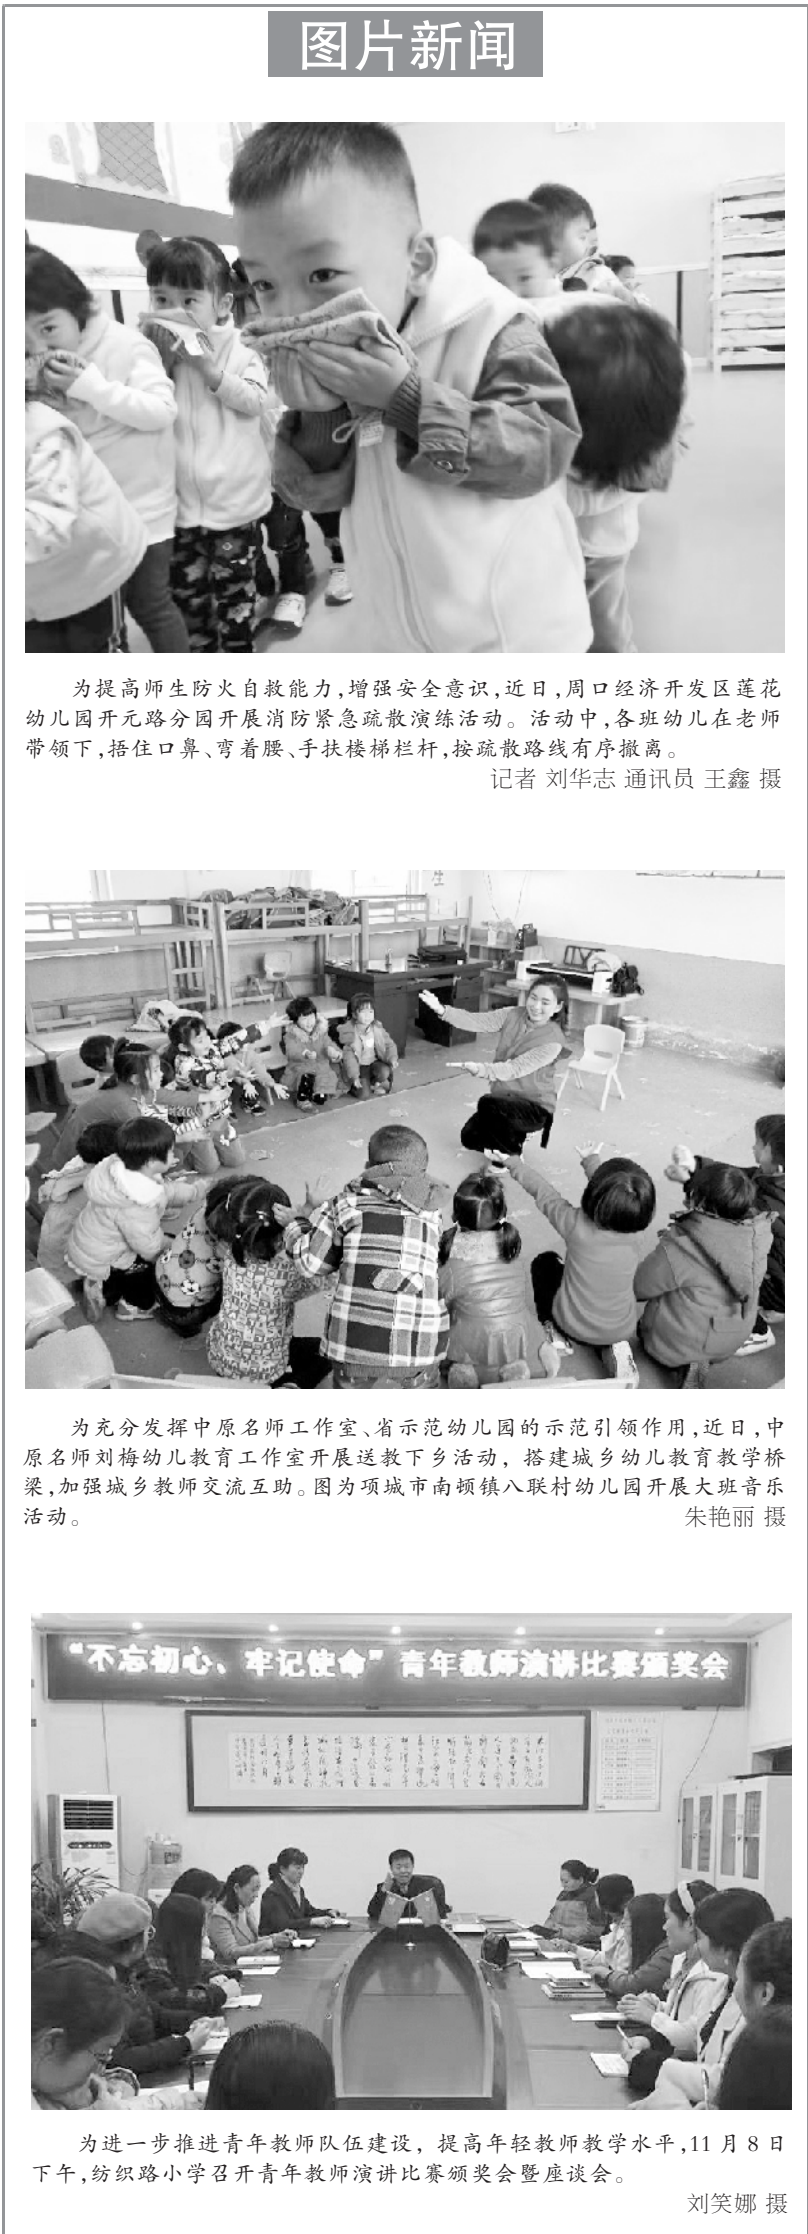 图片新闻
为提高师生防火自救能力,增强安全意识,近日,周口经济开发区莲花
幼儿园开元路分园开展消防紧急疏散演练活动。活动中,各班幼儿在老师
带领下,捂住口鼻、弯着腰、手扶楼梯栏杆,按疏散路线有序撤离。
记者 刘华志 通讯员 王鑫 摄
为充分发挥中原名师工作室、省示范幼儿园的示范引领作用,近日,中
原名师刘梅幼儿教育工作室开展送教下乡活动,搭建城乡幼儿教育教学桥
梁,加强城乡教师交流互助。图为项城市南顿镇八联村幼儿园开展大班音乐
活动。 朱艳丽 摄
“不忘初心、牢记使命”青年教师演讲比赛颁奖会
为进一步推进青年教师队伍建设,提高年轻教师教学水平,11月8日
下午,纺织路小学召开青年教师演讲比赛颁奖会暨座谈会。
刘笑娜 摄